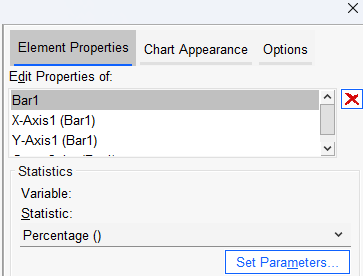 Element Properties Chart Appearance Options
Edit Properties of:
Bar1
X-Axis1 (Bar1)
Y-Axis1 (Bar1)
Statistics
Variable:
Statistic:
Percentage ()
Set Parameters...